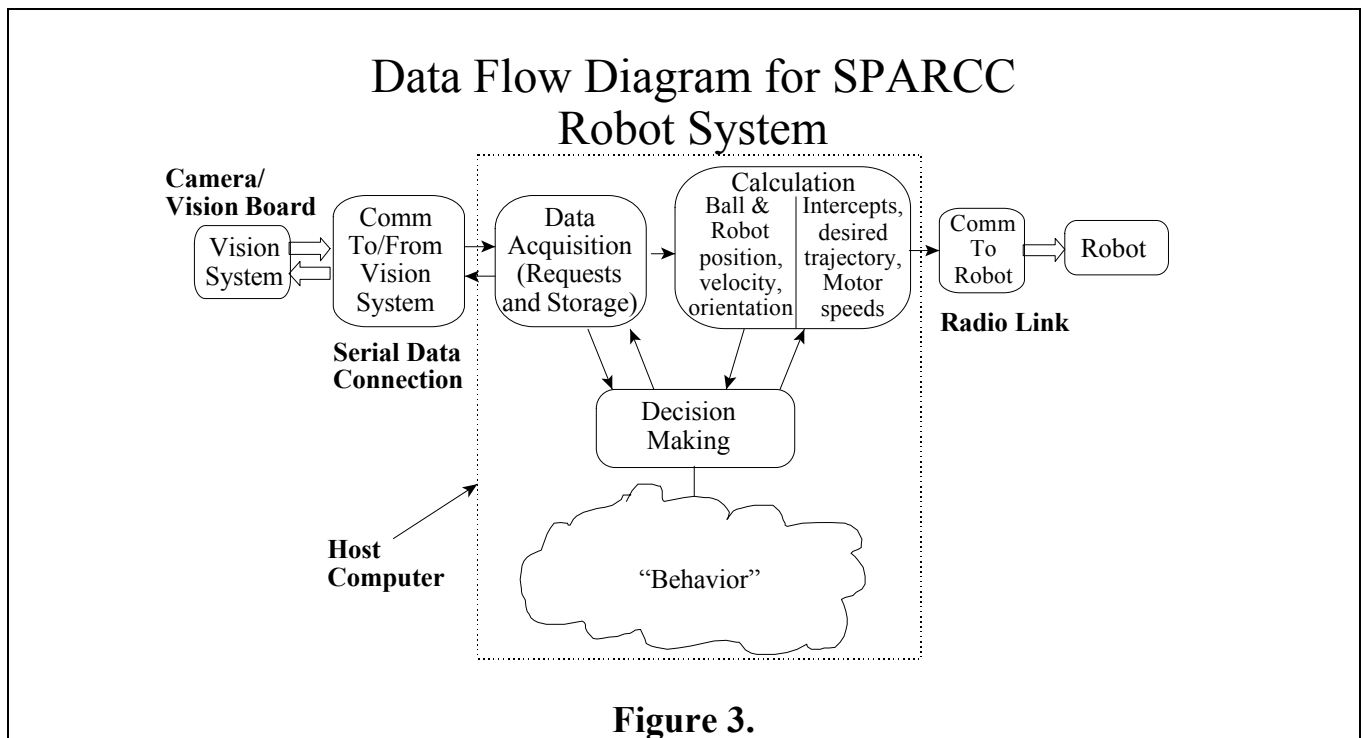 Data Flow Diagram for SPARCC
Robot System
Camera/
Vision Board
Vision
System
Comm
To/From
Vision
System
Serial Data
Connection
Data
Acquisition
(Requests
and Storage)
Calculation
Ball &
Robot
position,
velocity,
orientation
Intercepts,
desired
trajectory,
Motor
speeds
Comm
To
Robot
Radio Link
Robot
Decision
Making
Host
Computer
“Behavior”
Figure 3.